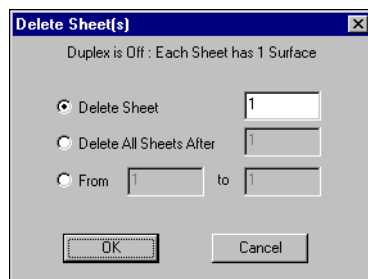 Delete Sheet(s)
Duplex is Off : Each Sheet has 1 Surface
Delete Sheet 1
Delete All Sheets After 1
From 1 to 1
OK Cancel